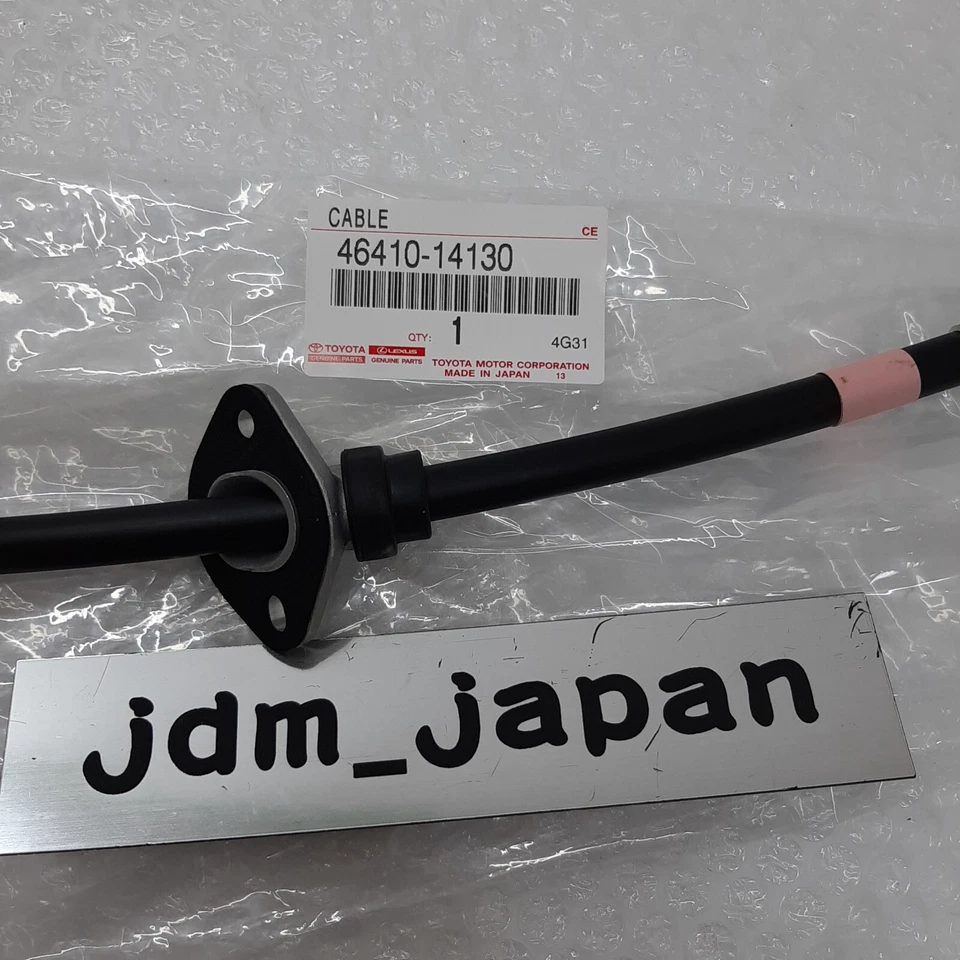 CABLE
CE
46410-14130
QTY: 1
4G31
TOYOTA LEXUS
GENUINE PARTS GENUINE PARTS
TOYOTA MOTOR CORPORATION
MADE IN JAPAN 13
jdm_japan